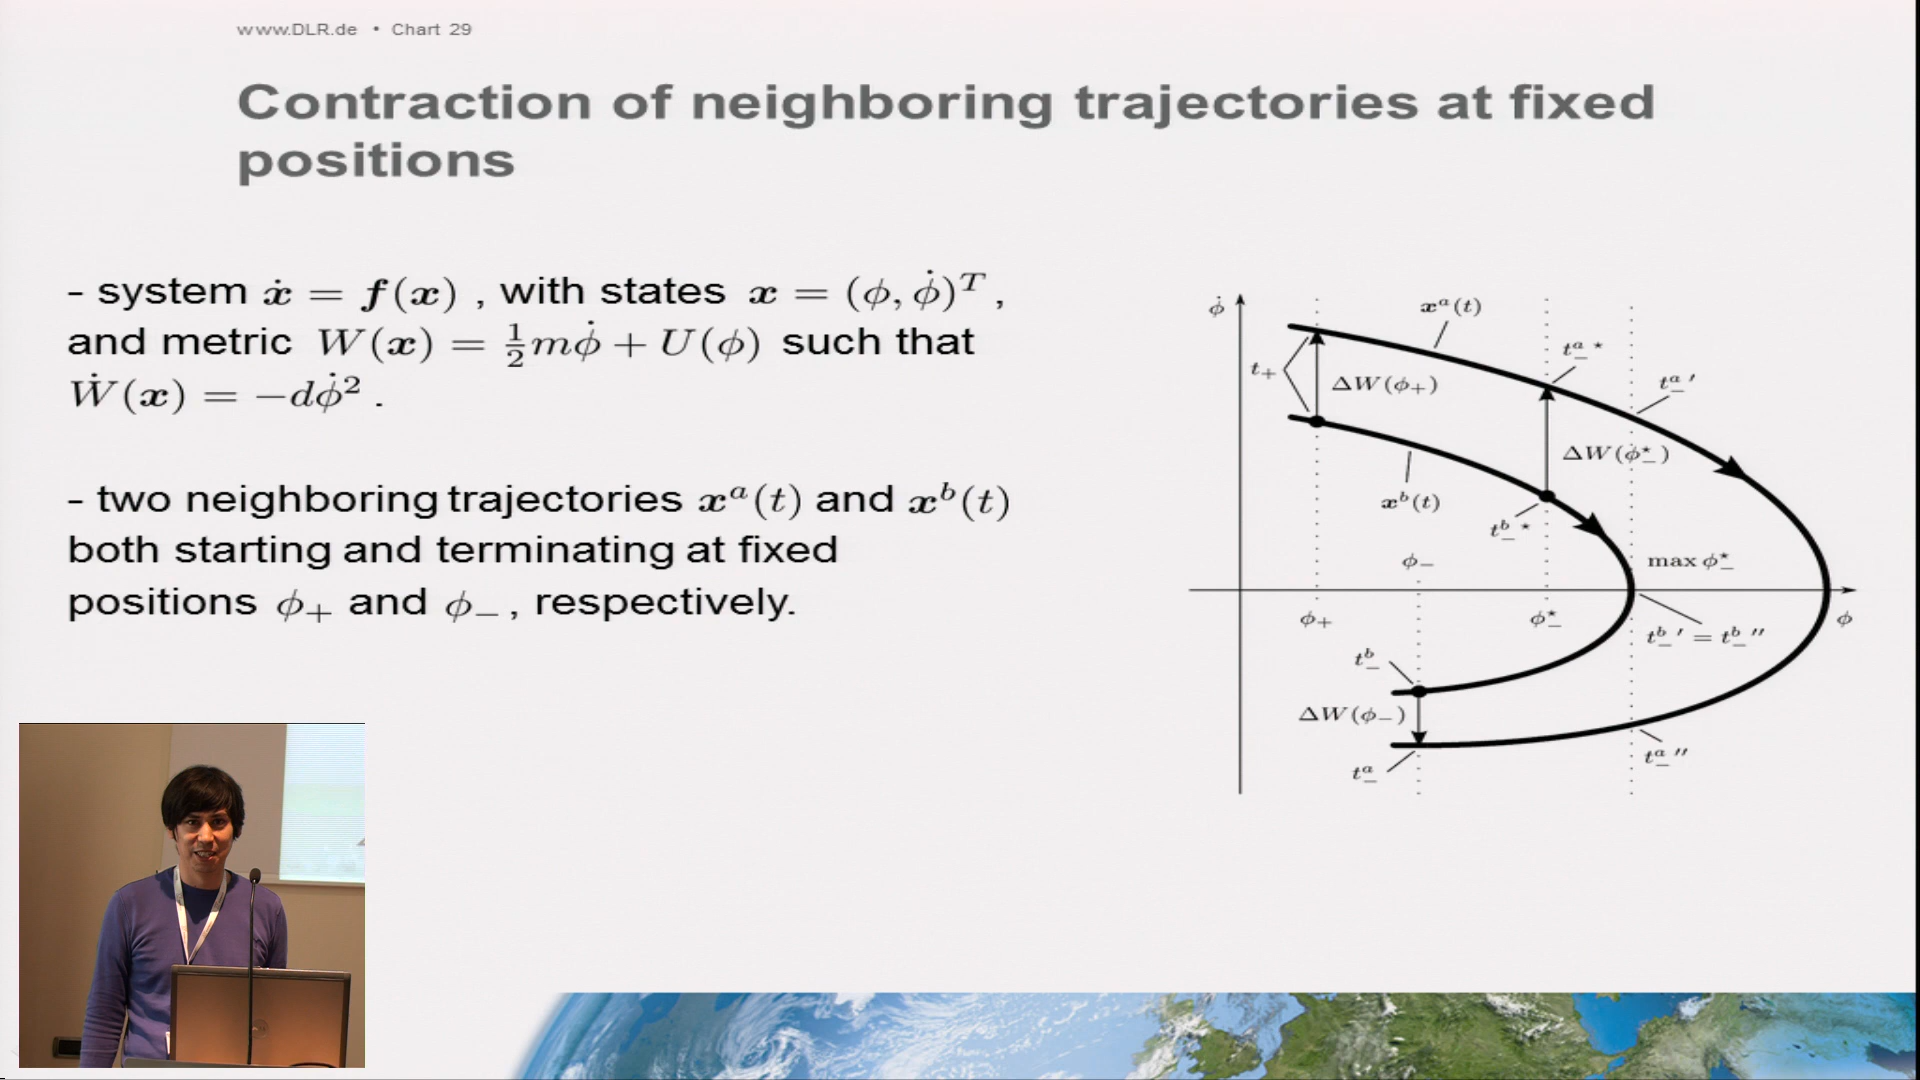 www.DLR.de • Chart 29
Contraction of neighboring trajectories at fixed
positions
- system ẋ = f(x) , with states x = (ϕ, ϕ̇)ᵀ ,
and metric W(x) = ½mϕ̇ + U(ϕ) such that
Ẇ(x) = −dϕ̇² .
- two neighboring trajectories xᵃ(t) and xᵇ(t)
both starting and terminating at fixed
positions ϕ₊ and ϕ₋ , respectively.
ϕ̇
xᵃ(t)
t₋ᵃ*
t₊
ΔW(ϕ₊)
t₋ᵃ′
ΔW(ϕ₋*)
xᵇ(t)
t₋ᵇ*
ϕ₋
max ϕ₋*
ϕ₊
ϕ₋*
ϕ
t₋ᵇ′ = t₋ᵇ″
t₋ᵇ
ΔW(ϕ₋)
t₋ᵃ″
t₋ᵃ